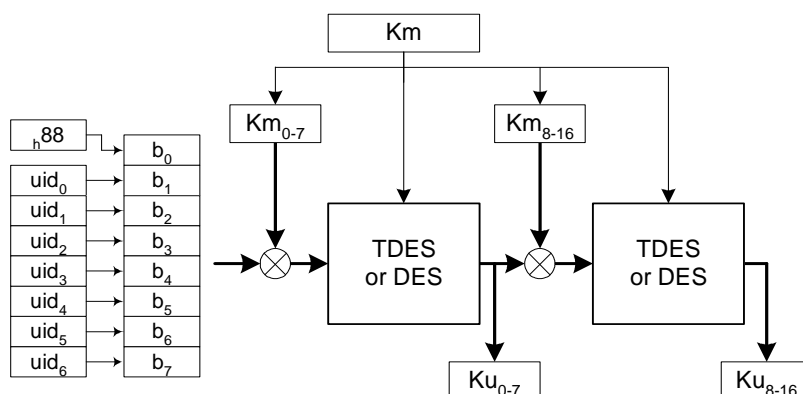 Km
Km0-7
Km8-16
h88
b0
uid0
b1
uid1
b2
uid2
b3
uid3
b4
uid4
b5
uid5
b6
uid6
b7
TDES
or DES
TDES
or DES
Ku0-7
Ku8-16